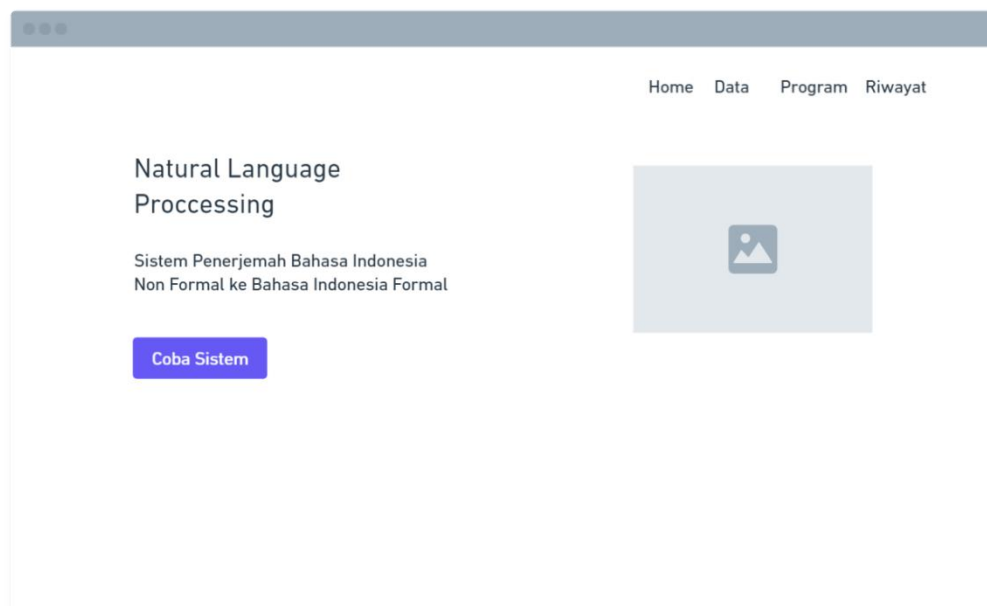 Home Data Program Riwayat
Natural Language
Proccessing
Sistem Penerjemah Bahasa Indonesia
Non Formal ke Bahasa Indonesia Formal
Coba Sistem